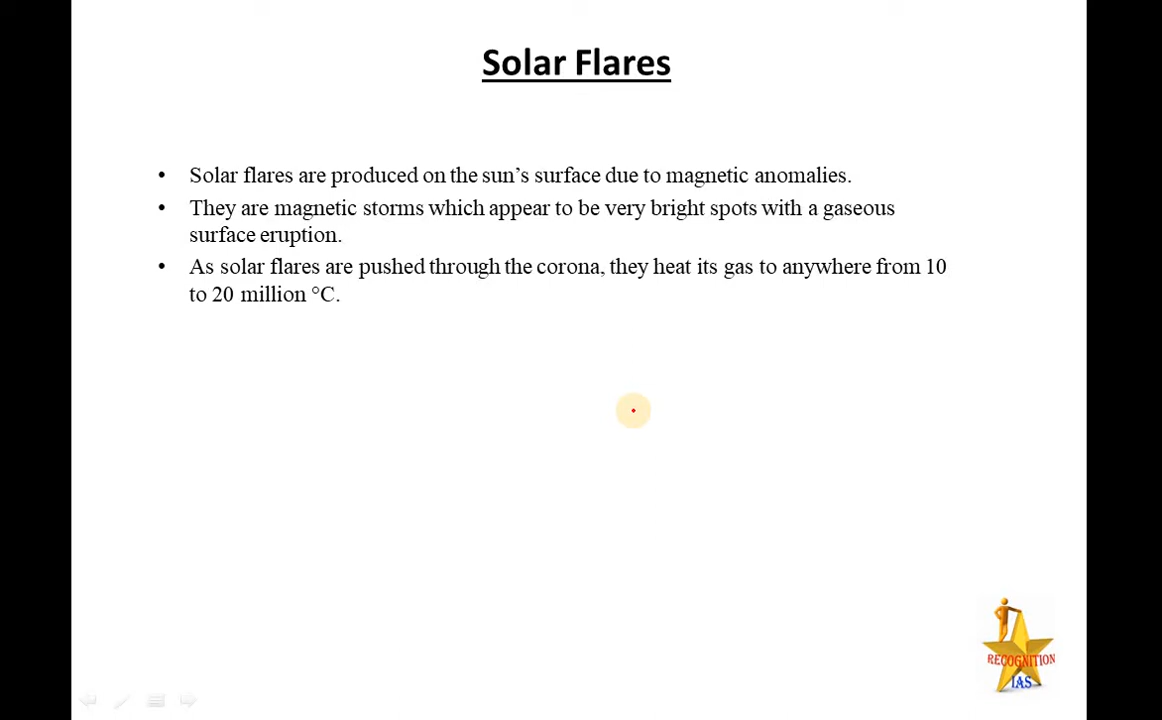 Solar Flares
• Solar flares are produced on the sun’s surface due to magnetic anomalies.
• They are magnetic storms which appear to be very bright spots with a gaseous
surface eruption.
• As solar flares are pushed through the corona, they heat its gas to anywhere from 10
to 20 million °C.
RECOGNITION
IAS